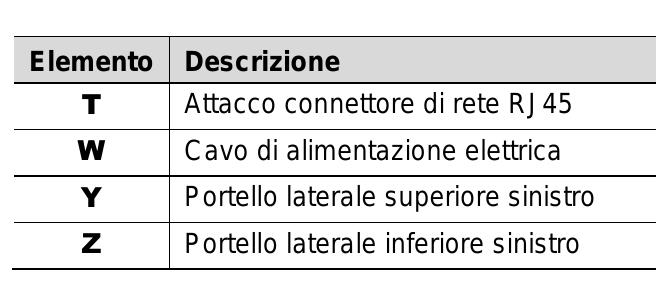 Elemento Descrizione
T Attacco connettore di rete RJ45
W Cavo di alimentazione elettrica
Y Portello laterale superiore sinistro
Z Portello laterale inferiore sinistro